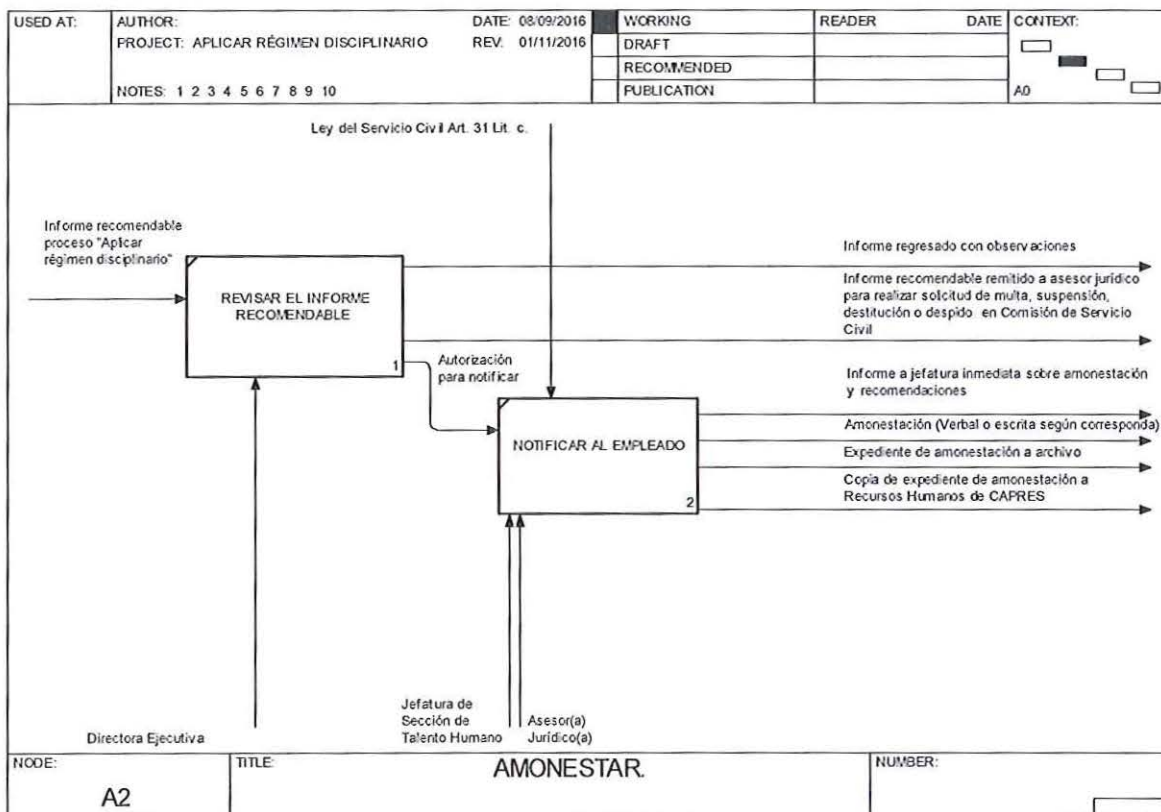 USED AT:
AUTHOR:
DATE: 08/09/2016
PROJECT: APLICAR RÉGIMEN DISCIPLINARIO
REV: 01/11/2016
NOTES: 1 2 3 4 5 6 7 8 9 10
WORKING
DRAFT
RECOMMENDED
PUBLICATION
READER
DATE
CONTEXT:
A0
Ley del Servicio Civil Art. 31 Lit. c.
Informe recomendable
proceso "Aplicar
régimen disciplinario"
REVISAR EL INFORME
RECOMENDABLE
1
Informe regresado con observaciones
Informe recomendable remitido a asesor jurídico
para realizar solicitud de multa, suspensión,
destitución o despido en Comisión de Servicio
Civil
Autorización
para notificar
NOTIFICAR AL EMPLEADO
2
Informe a jefatura inmediata sobre amonestación
y recomendaciones
Amonestación (Verbal o escrita según corresponda)
Expediente de amonestación a archivo
Copia de expediente de amonestación a
Recursos Humanos de CAPRES
Directora Ejecutiva
Jefatura de
Sección de
Talento Humano
Asesor(a)
Jurídico(a)
NODE:
A2
TITLE:
AMONESTAR.
NUMBER: